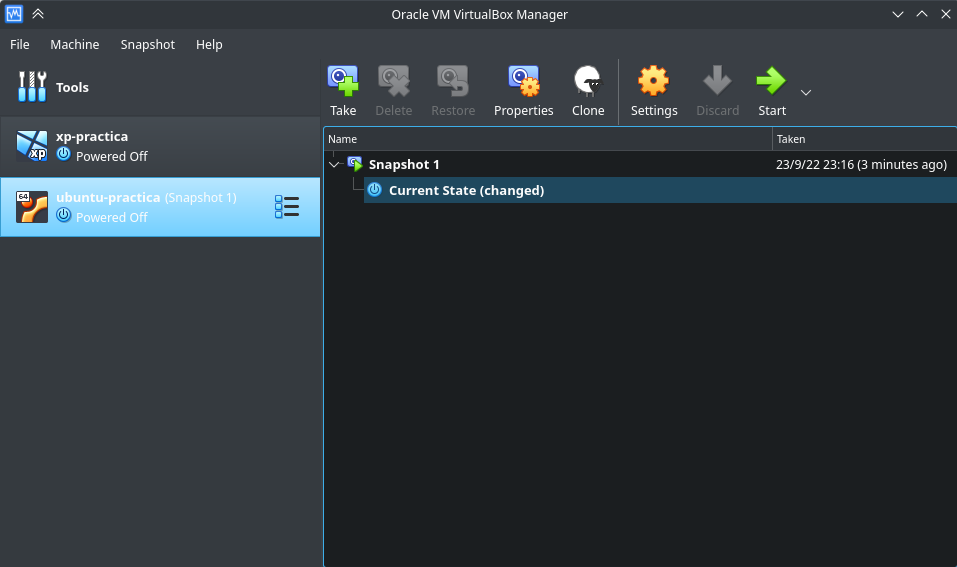 Oracle VM VirtualBox Manager
File Machine Snapshot Help
Tools
xp-practica
Powered Off
xp
64
ubuntu-practica (Snapshot 1)
Powered Off
Take Delete Restore Properties Clone Settings Discard Start
Name Taken
Snapshot 1 23/9/22 23:16 (3 minutes ago)
Current State (changed)